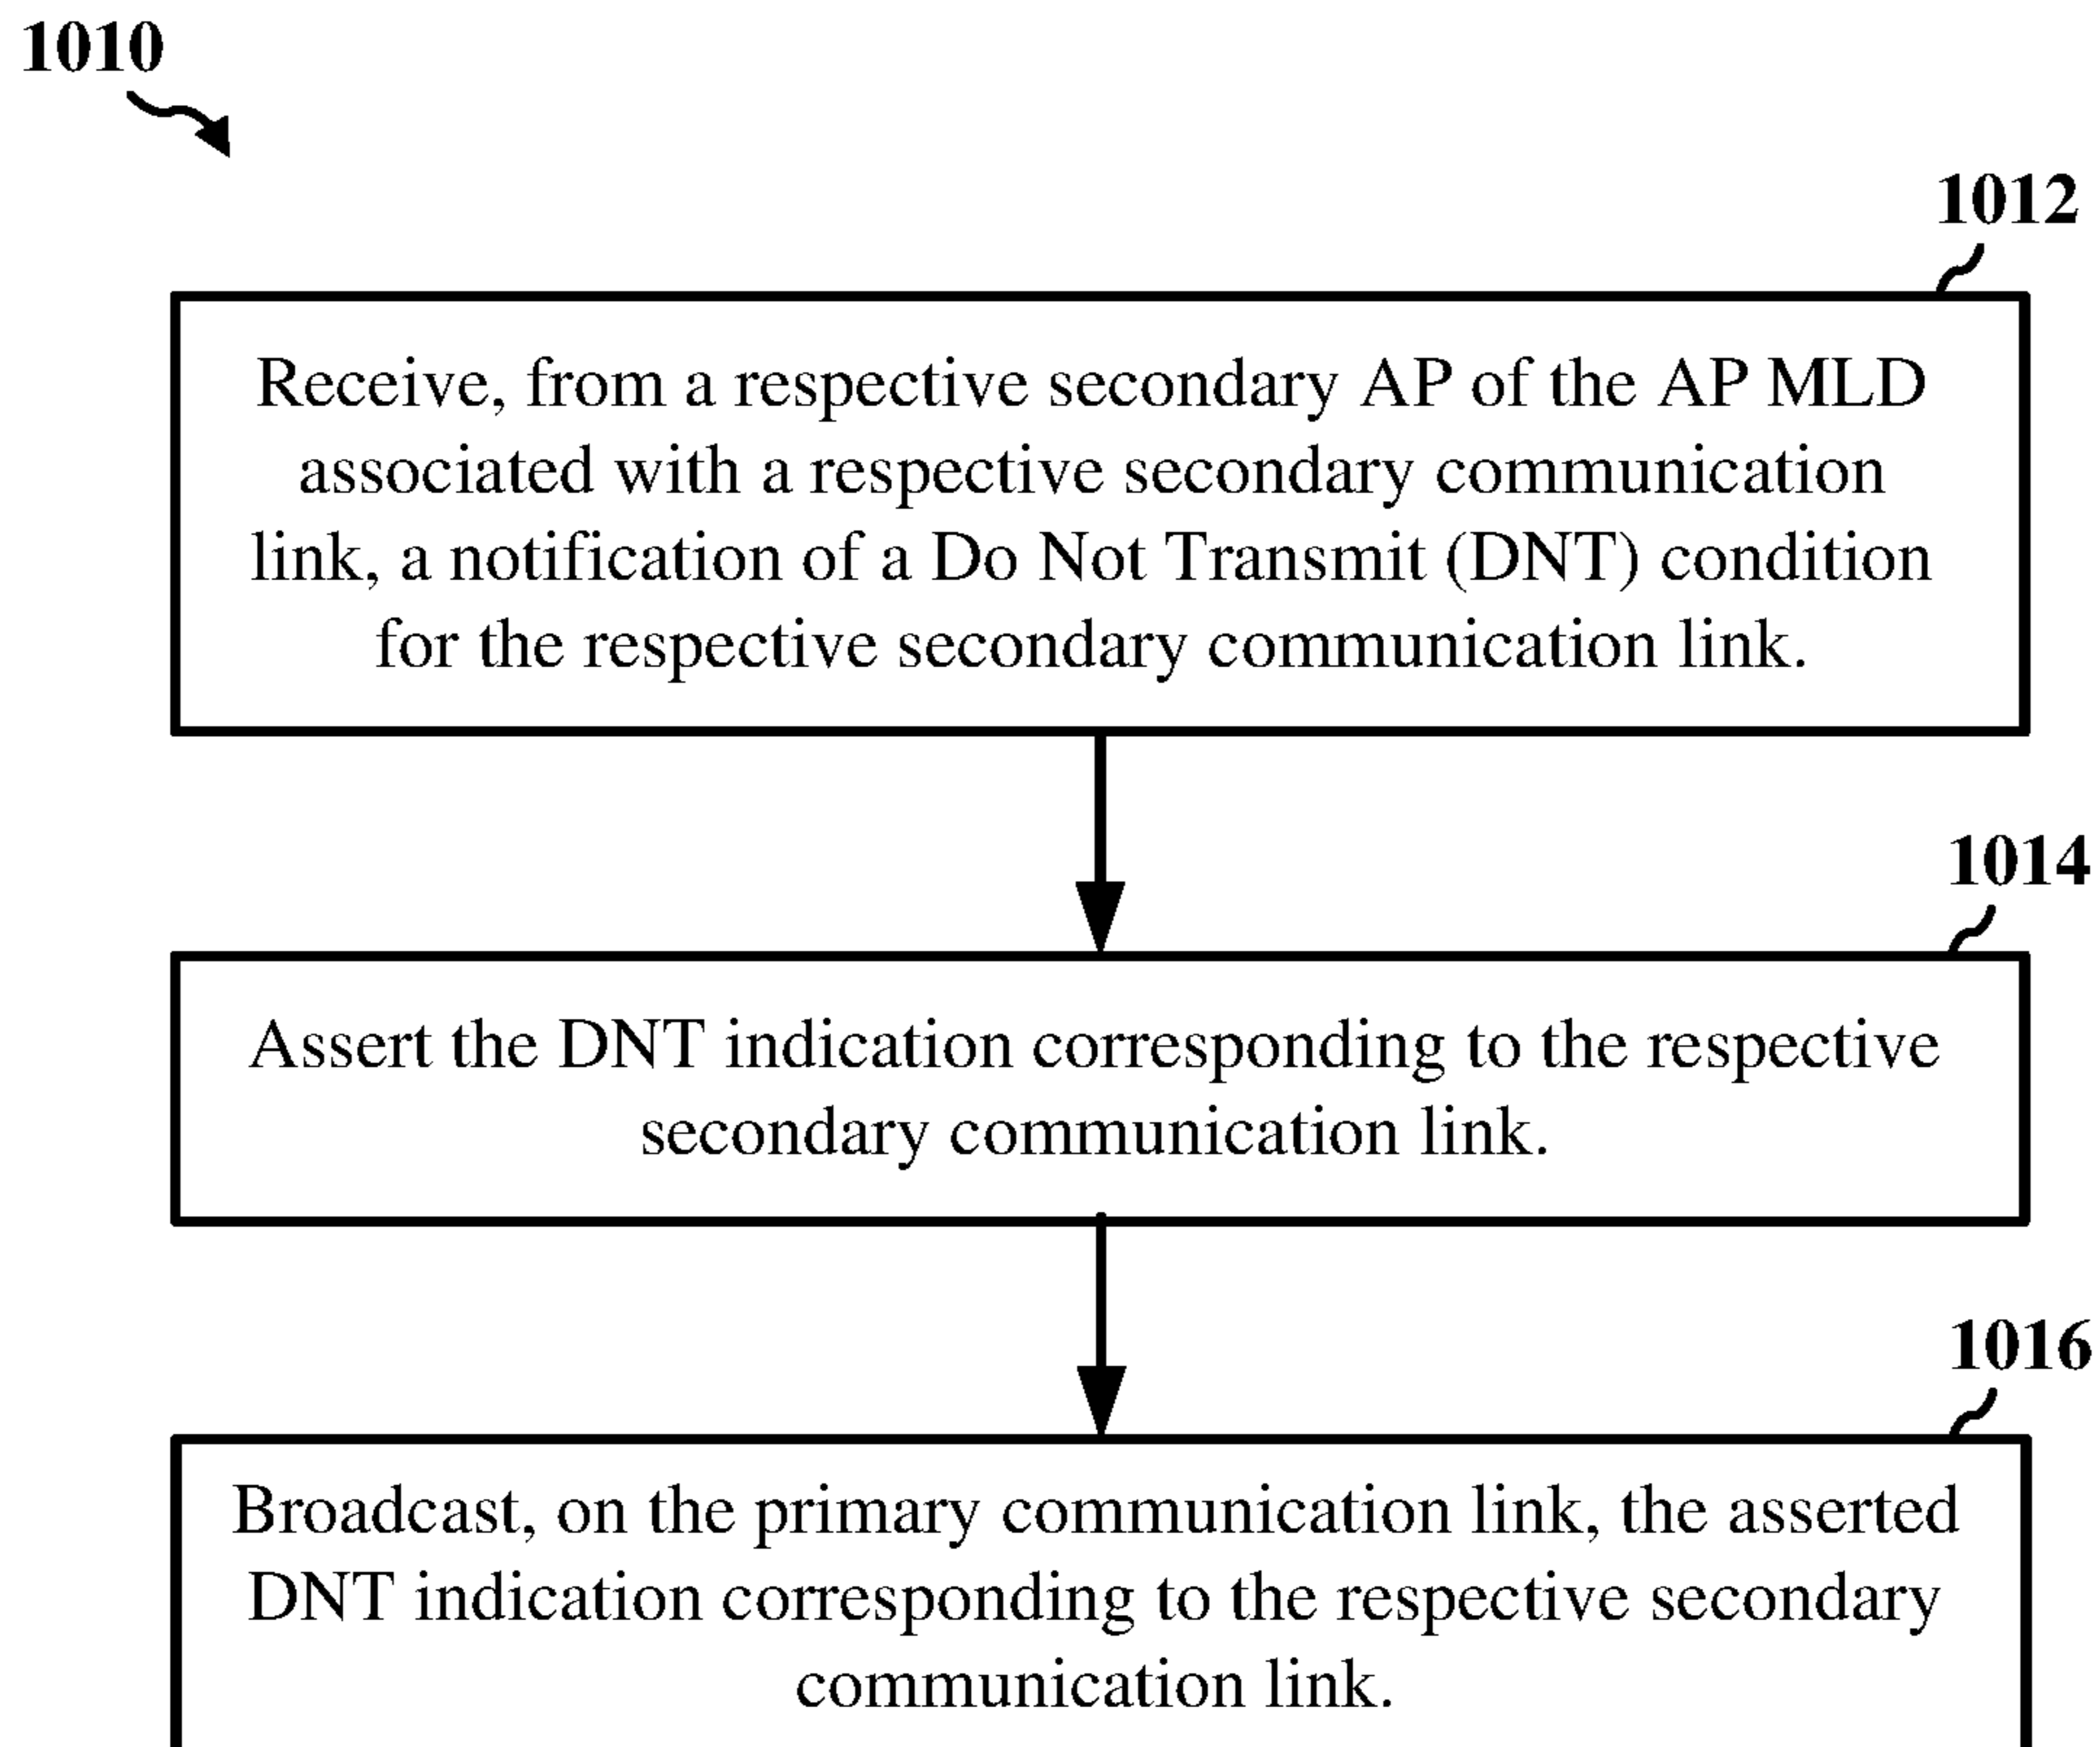 1010
1012
Receive, from a respective secondary AP of the AP MLD
associated with a respective secondary communication
link, a notification of a Do Not Transmit (DNT) condition
for the respective secondary communication link.
1014
Assert the DNT indication corresponding to the respective
secondary communication link.
1016
Broadcast, on the primary communication link, the asserted
DNT indication corresponding to the respective secondary
communication link.